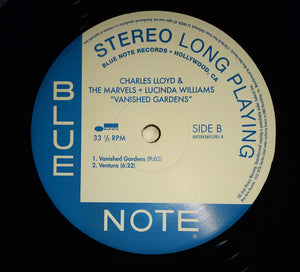 STEREO LONG PLAYING
BLUE NOTE RECORDS • HOLLYWOOD, CA
CHARLES LLOYD &
THE MARVELS + LUCINDA WILLIAMS
"VANISHED GARDENS"
BLUE
NOTE
33 ⅓ RPM
SIDE B
1. Vanished Gardens (9:03)
2. Ventura (6:22)